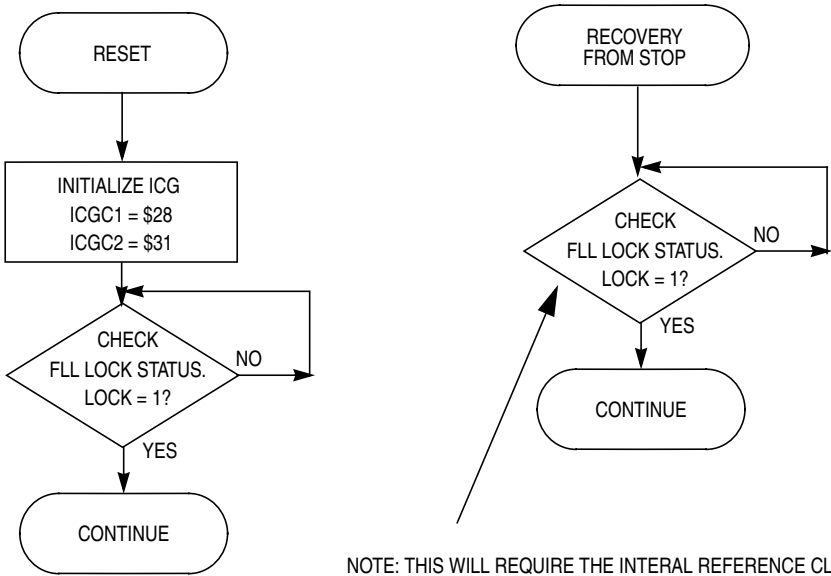 RESET
INITIALIZE ICG
ICGC1 = $28
ICGC2 = $31
CHECK
FLL LOCK STATUS.
LOCK = 1?
NO
YES
CONTINUE
RECOVERY
FROM STOP
CHECK
FLL LOCK STATUS.
LOCK = 1?
NO
YES
CONTINUE
NOTE: THIS WILL REQUIRE THE INTERAL REFERENCE CL